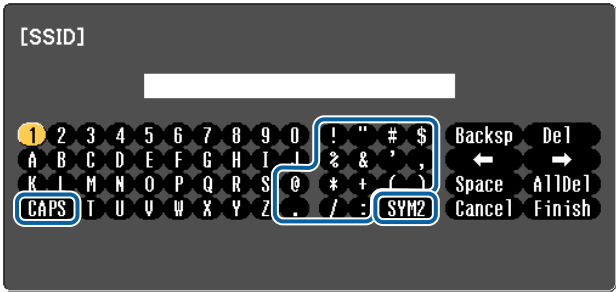 [SSID]
1 2 3 4 5 6 7 8 9 0 ! " # $ Backsp Del
A B C D E F G H I J % & ' , ← →
K L M N O P Q R S @ * + ( ) Space AllDel
CAPS T U V W X Y Z . / : SYM2 Cancel Finish